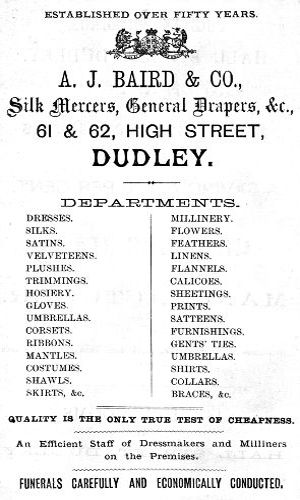 ESTABLISHED OVER FIFTY YEARS.
A. J. BAIRD & CO.,
Silk Mercers, General Drapers, &c.,
61 & 62, HIGH STREET,
DUDLEY.
DEPARTMENTS.
DRESSES.
SILKS.
SATINS.
VELVETEENS.
PLUSHES.
TRIMMINGS.
HOSIERY.
GLOVES.
UMBRELLAS.
CORSETS.
RIBBONS.
MANTLES.
COSTUMES.
SHAWLS.
SKIRTS, &c.
MILLINERY.
FLOWERS.
FEATHERS.
LINENS.
FLANNELS.
CALICOES.
SHEETINGS.
PRINTS.
SATTEENS.
FURNISHINGS.
GENTS' TIES.
UMBRELLAS.
SHIRTS.
COLLARS.
BRACES, &c.
QUALITY IS THE ONLY TRUE TEST OF CHEAPNESS.
An Efficient Staff of Dressmakers and Milliners
on the Premises.
FUNERALS CAREFULLY AND ECONOMICALLY CONDUCTED.